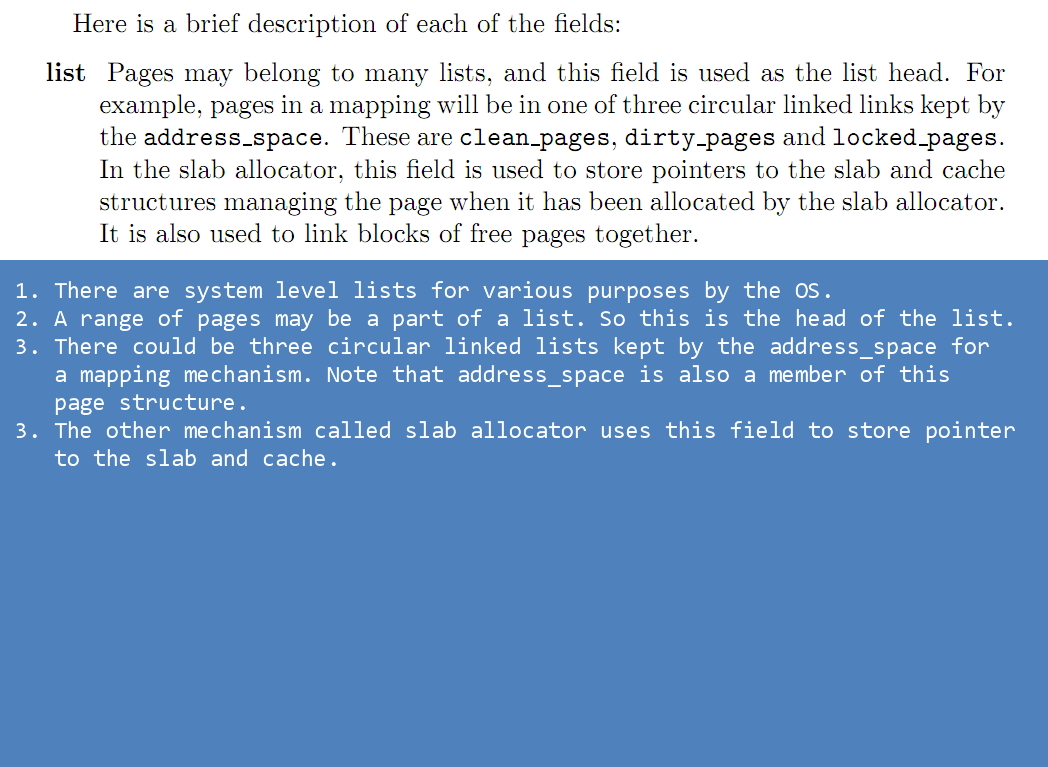 Here is a brief description of each of the fields:
list Pages may belong to many lists, and this field is used as the list head. For
example, pages in a mapping will be in one of three circular linked links kept by
the address_space. These are clean_pages, dirty_pages and locked_pages.
In the slab allocator, this field is used to store pointers to the slab and cache
structures managing the page when it has been allocated by the slab allocator.
It is also used to link blocks of free pages together.
1. There are system level lists for various purposes by the OS.
2. A range of pages may be a part of a list. So this is the head of the list.
3. There could be three circular linked lists kept by the address_space for
a mapping mechanism. Note that address_space is also a member of this
page structure.
3. The other mechanism called slab allocator uses this field to store pointer
to the slab and cache.